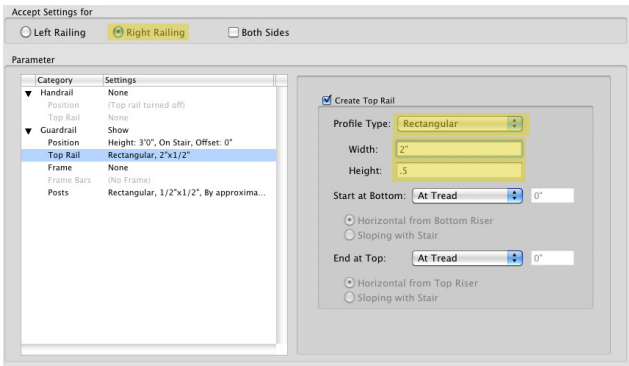 Accept Settings for
Left Railing Right Railing Both Sides
Parameter
Category Settings
Handrail None
Position (Top rail turned off)
Top Rail None
Guardrail Show
Position Height: 3'0", On Stair, Offset: 0"
Top Rail Rectangular, 2"x1/2"
Frame None
Frame Bars (No Frame)
Posts Rectangular, 1/2"x1/2", By approxima...
Create Top Rail
Profile Type: Rectangular
Width: 2"
Height: .5
Start at Bottom: At Tread 0"
Horizontal from Bottom Riser
Sloping with Stair
End at Top: At Tread 0"
Horizontal from Top Riser
Sloping with Stair